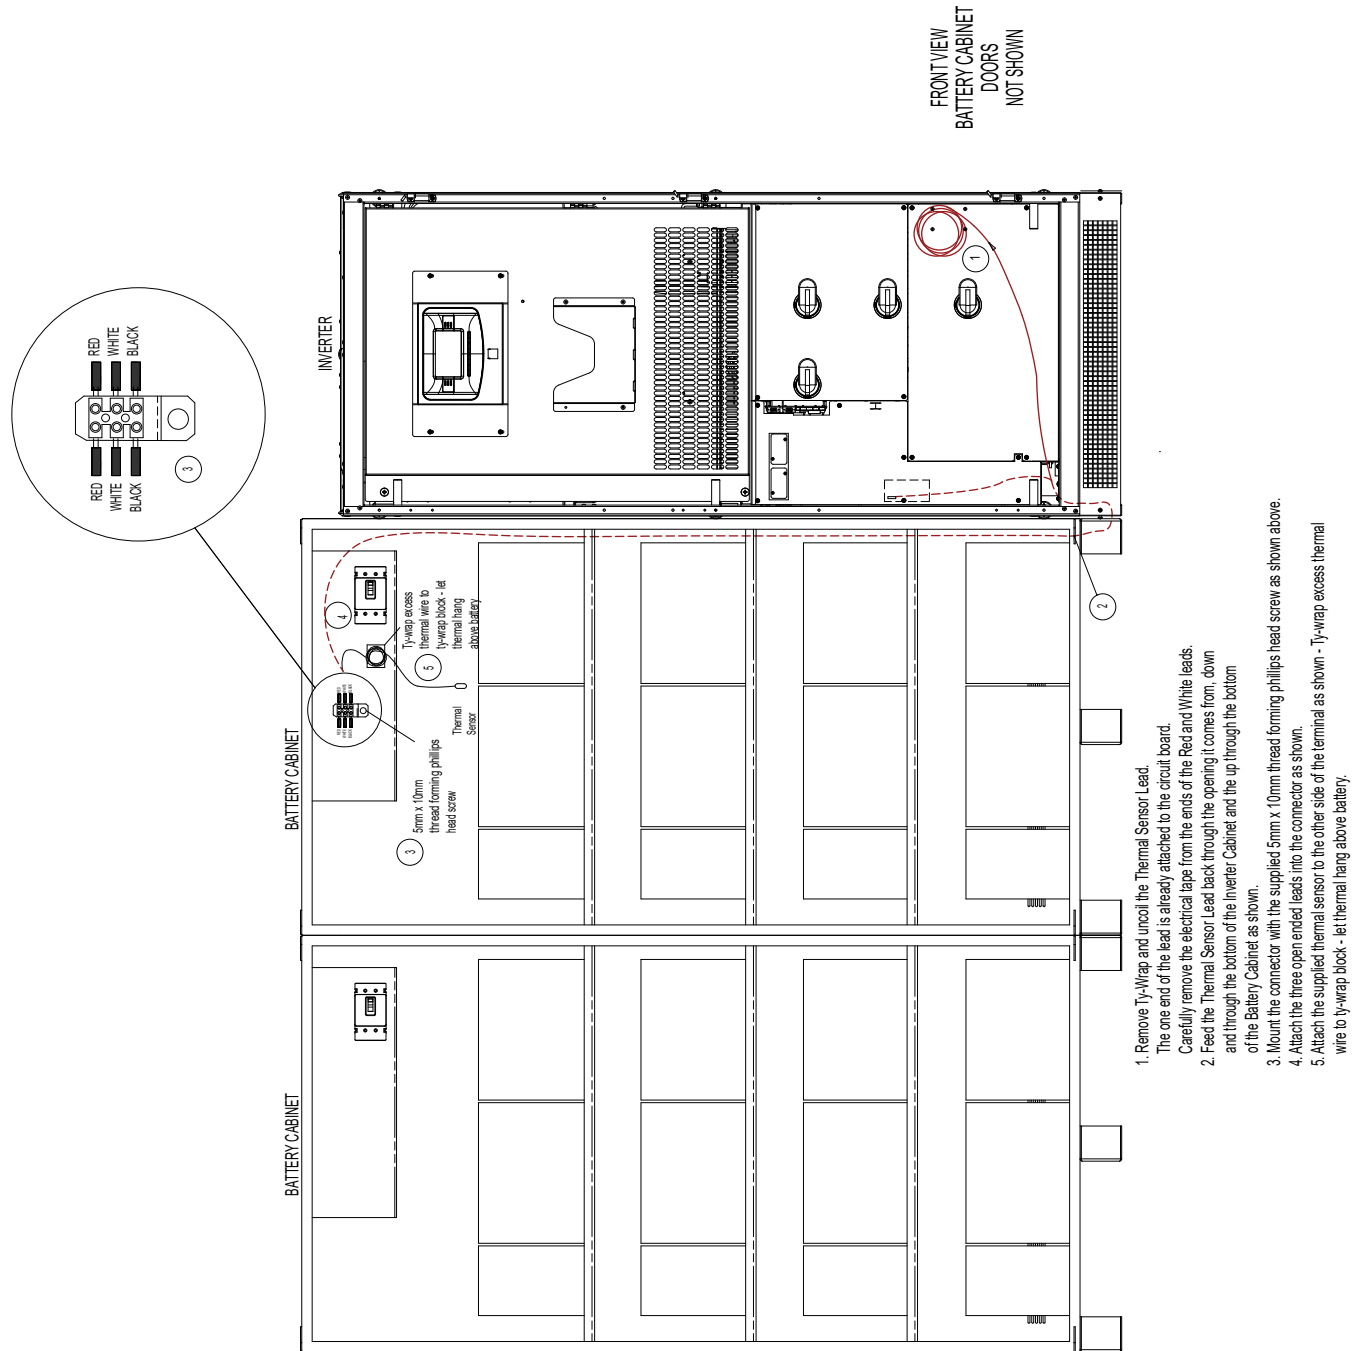 FRONT VIEW
BATTERY CABINET
DOORS
NOT SHOWN
INVERTER
BATTERY CABINET
BATTERY CABINET
RED
WHITE
BLACK
RED
WHITE
BLACK
3
1
2
4
Ty-wrap excess
thermal wire to
ty-wrap block - let
thermal hang
above battery
5
Thermal
Sensor
3
5mm x 10mm
thread forming phillips
head screw
RED
WHITE
BLACK
RED
WHITE
BLACK
1. Remove Ty-Wrap and uncoil the Thermal Sensor Lead.
The one end of the lead is already attached to the circuit board.
Carefully remove the electrical tape from the ends of the Red and White leads.
2. Feed the Thermal Sensor Lead back through the opening it comes from, down
and through the bottom of the Inverter Cabinet and the up through the bottom
of the Battery Cabinet as shown.
3. Mount the connector with the supplied 5mm x 10mm thread forming phillips head screw as shown above.
4. Attach the three open ended leads into the connector as shown.
5. Attach the supplied thermal sensor to the other side of the terminal as shown - Ty-wrap excess thermal
wire to ty-wrap block - let thermal hang above battery.